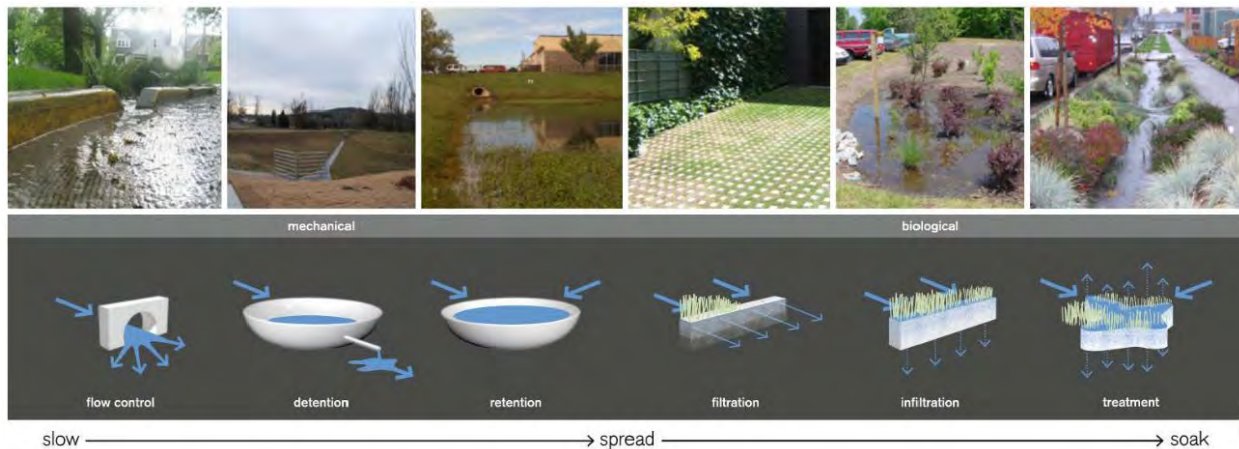 mechanical biological
flow control detention retention filtration infiltration treatment
slow spread soak